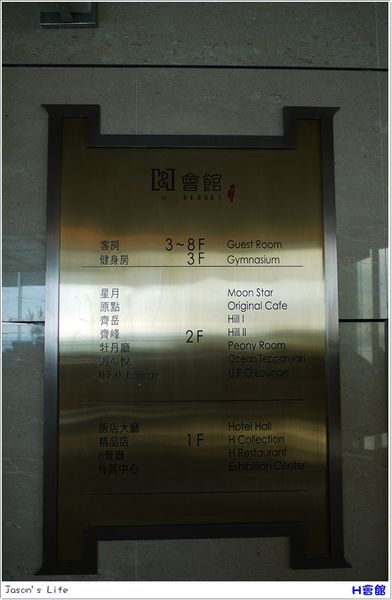 會館
H RESORT
客房 3~8F Guest Room
健身房 3F Gymnasium
星月 Moon Star
原點 Original Cafe
齊岳 Hill I
齊峰 2F Hill II
牡丹廳 Peony Room
海の悅 Ocean Teppanyaki
U.F.O Lounge U.F.O Lounge
飯店大廳 Hotel Hall
精品店 1F H Collection
H餐廳 H Restaurant
會展中心 Exhibition Center
Jason's Life H會館